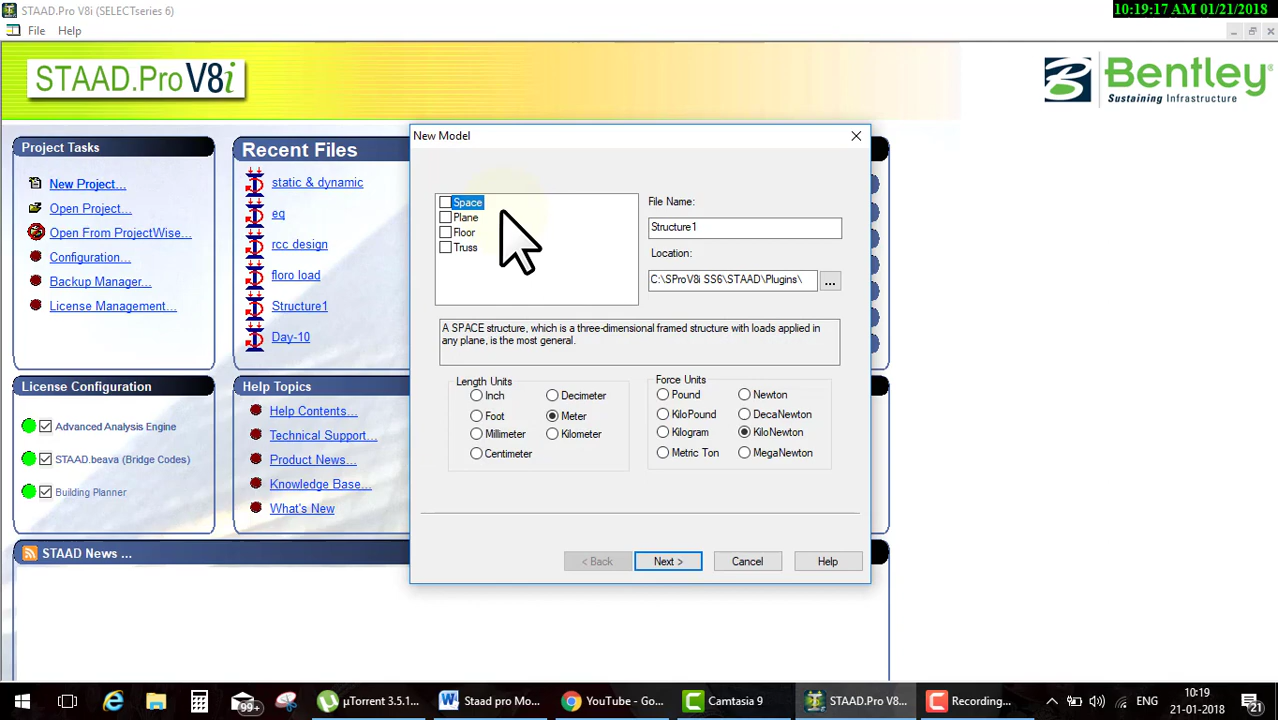 STAAD.Pro V8i (SELECTseries 6)
10:19:17 AM 01/21/2018
File Help
STAAD.Pro V8i
Bentley®
Sustaining Infrastructure
Project Tasks
New Project...
Open Project...
Open From ProjectWise...
Configuration...
Backup Manager...
License Management...
Recent Files
static & dynamic
eq
rcc design
floro load
Structure1
Day-10
New Model
Space
Plane
Floor
Truss
File Name:
Structure1
Location:
C:\SProV8i SS6\STAAD\Plugins\
...
A SPACE structure, which is a three-dimensional framed structure with loads applied in
any plane, is the most general.
Length Units
Inch Decimeter
Foot Meter
Millimeter Kilometer
Centimeter
Force Units
Pound Newton
KiloPound DecaNewton
Kilogram KiloNewton
Metric Ton MegaNewton
< Back Next > Cancel Help
License Configuration
Advanced Analysis Engine
STAAD.beava (Bridge Codes)
Building Planner
Help Topics
Help Contents...
Technical Support...
Product News...
Knowledge Base...
What's New
STAAD News ...
99+
µTorrent 3.5.1...
Staad pro Mo...
YouTube - Go...
Camtasia 9
STAAD.Pro V8...
Recording...
ENG
10:19
21-01-2018
21